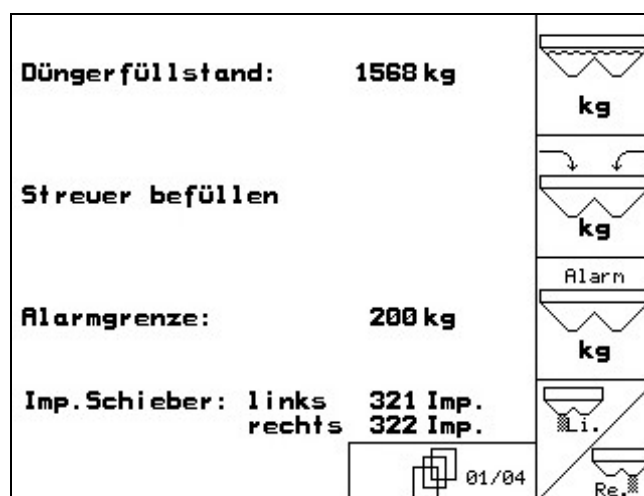 Düngerfüllstand: 1568 kg
kg
Streuer befüllen
kg
Alarm
Alarmgrenze: 200 kg
kg
Imp.Schieber: links 321 Imp.
rechts 322 Imp.
Li.
01/04
Re.